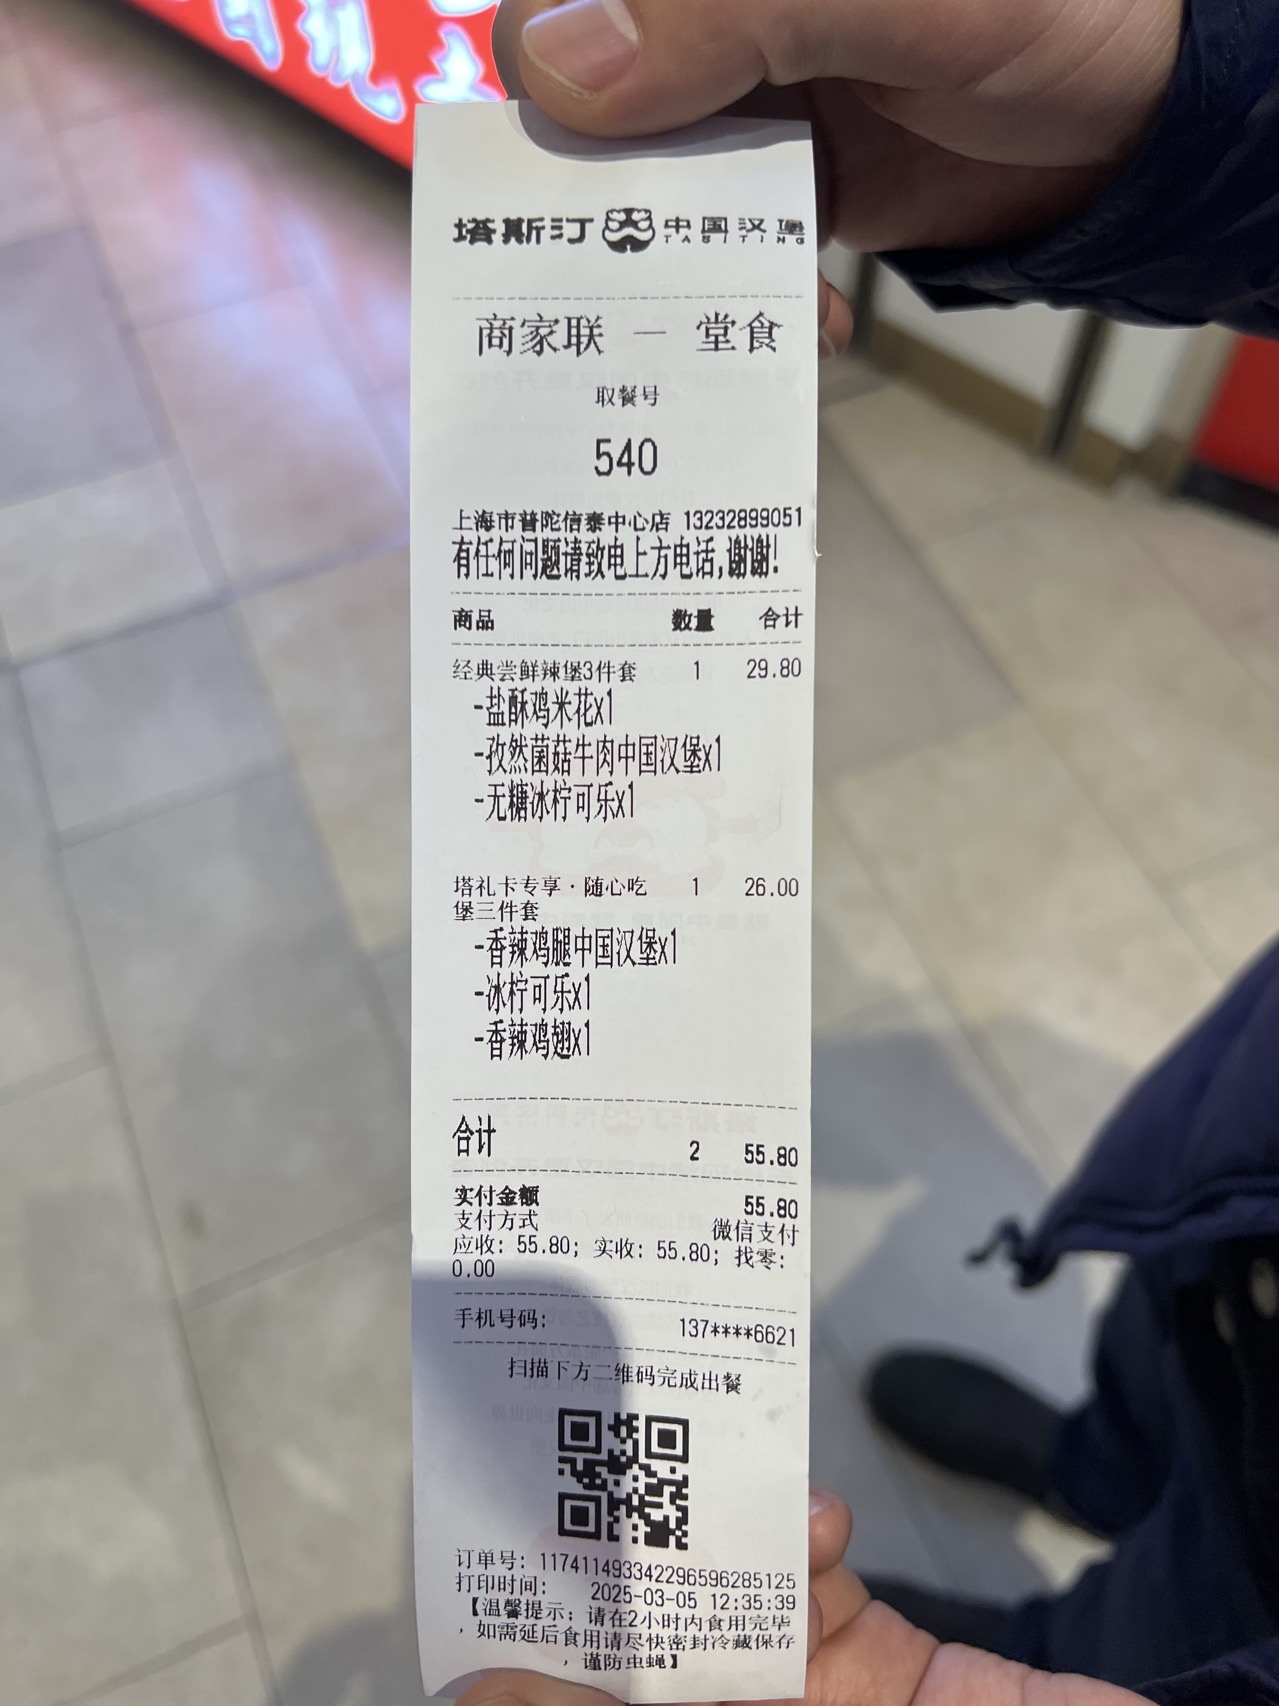 塔斯汀 中国汉堡
TASITING
商家联 — 堂食
取餐号
540
上海市普陀信泰中心店 13232899051
有任何问题请致电上方电话,谢谢!
商品 数量 合计
经典尝鲜辣堡3件套 1 29.80
-盐酥鸡米花x1
-孜然菌菇牛肉中国汉堡x1
-无糖冰柠可乐x1
塔礼卡专享·随心吃 1 26.00
堡三件套
-香辣鸡腿中国汉堡x1
-冰柠可乐x1
-香辣鸡翅x1
合计 2 55.80
实付金额 55.80
支付方式 微信支付
应收: 55.80; 实收: 55.80; 找零:
0.00
手机号码: 137****6621
扫描下方二维码完成出餐
订单号: 1174114933422965962​85125
打印时间: 2025-03-05 12:35:39
【温馨提示: 请在2小时内食用完毕
, 如需延后食用请尽快密封冷藏保存
, 谨防虫蝇】